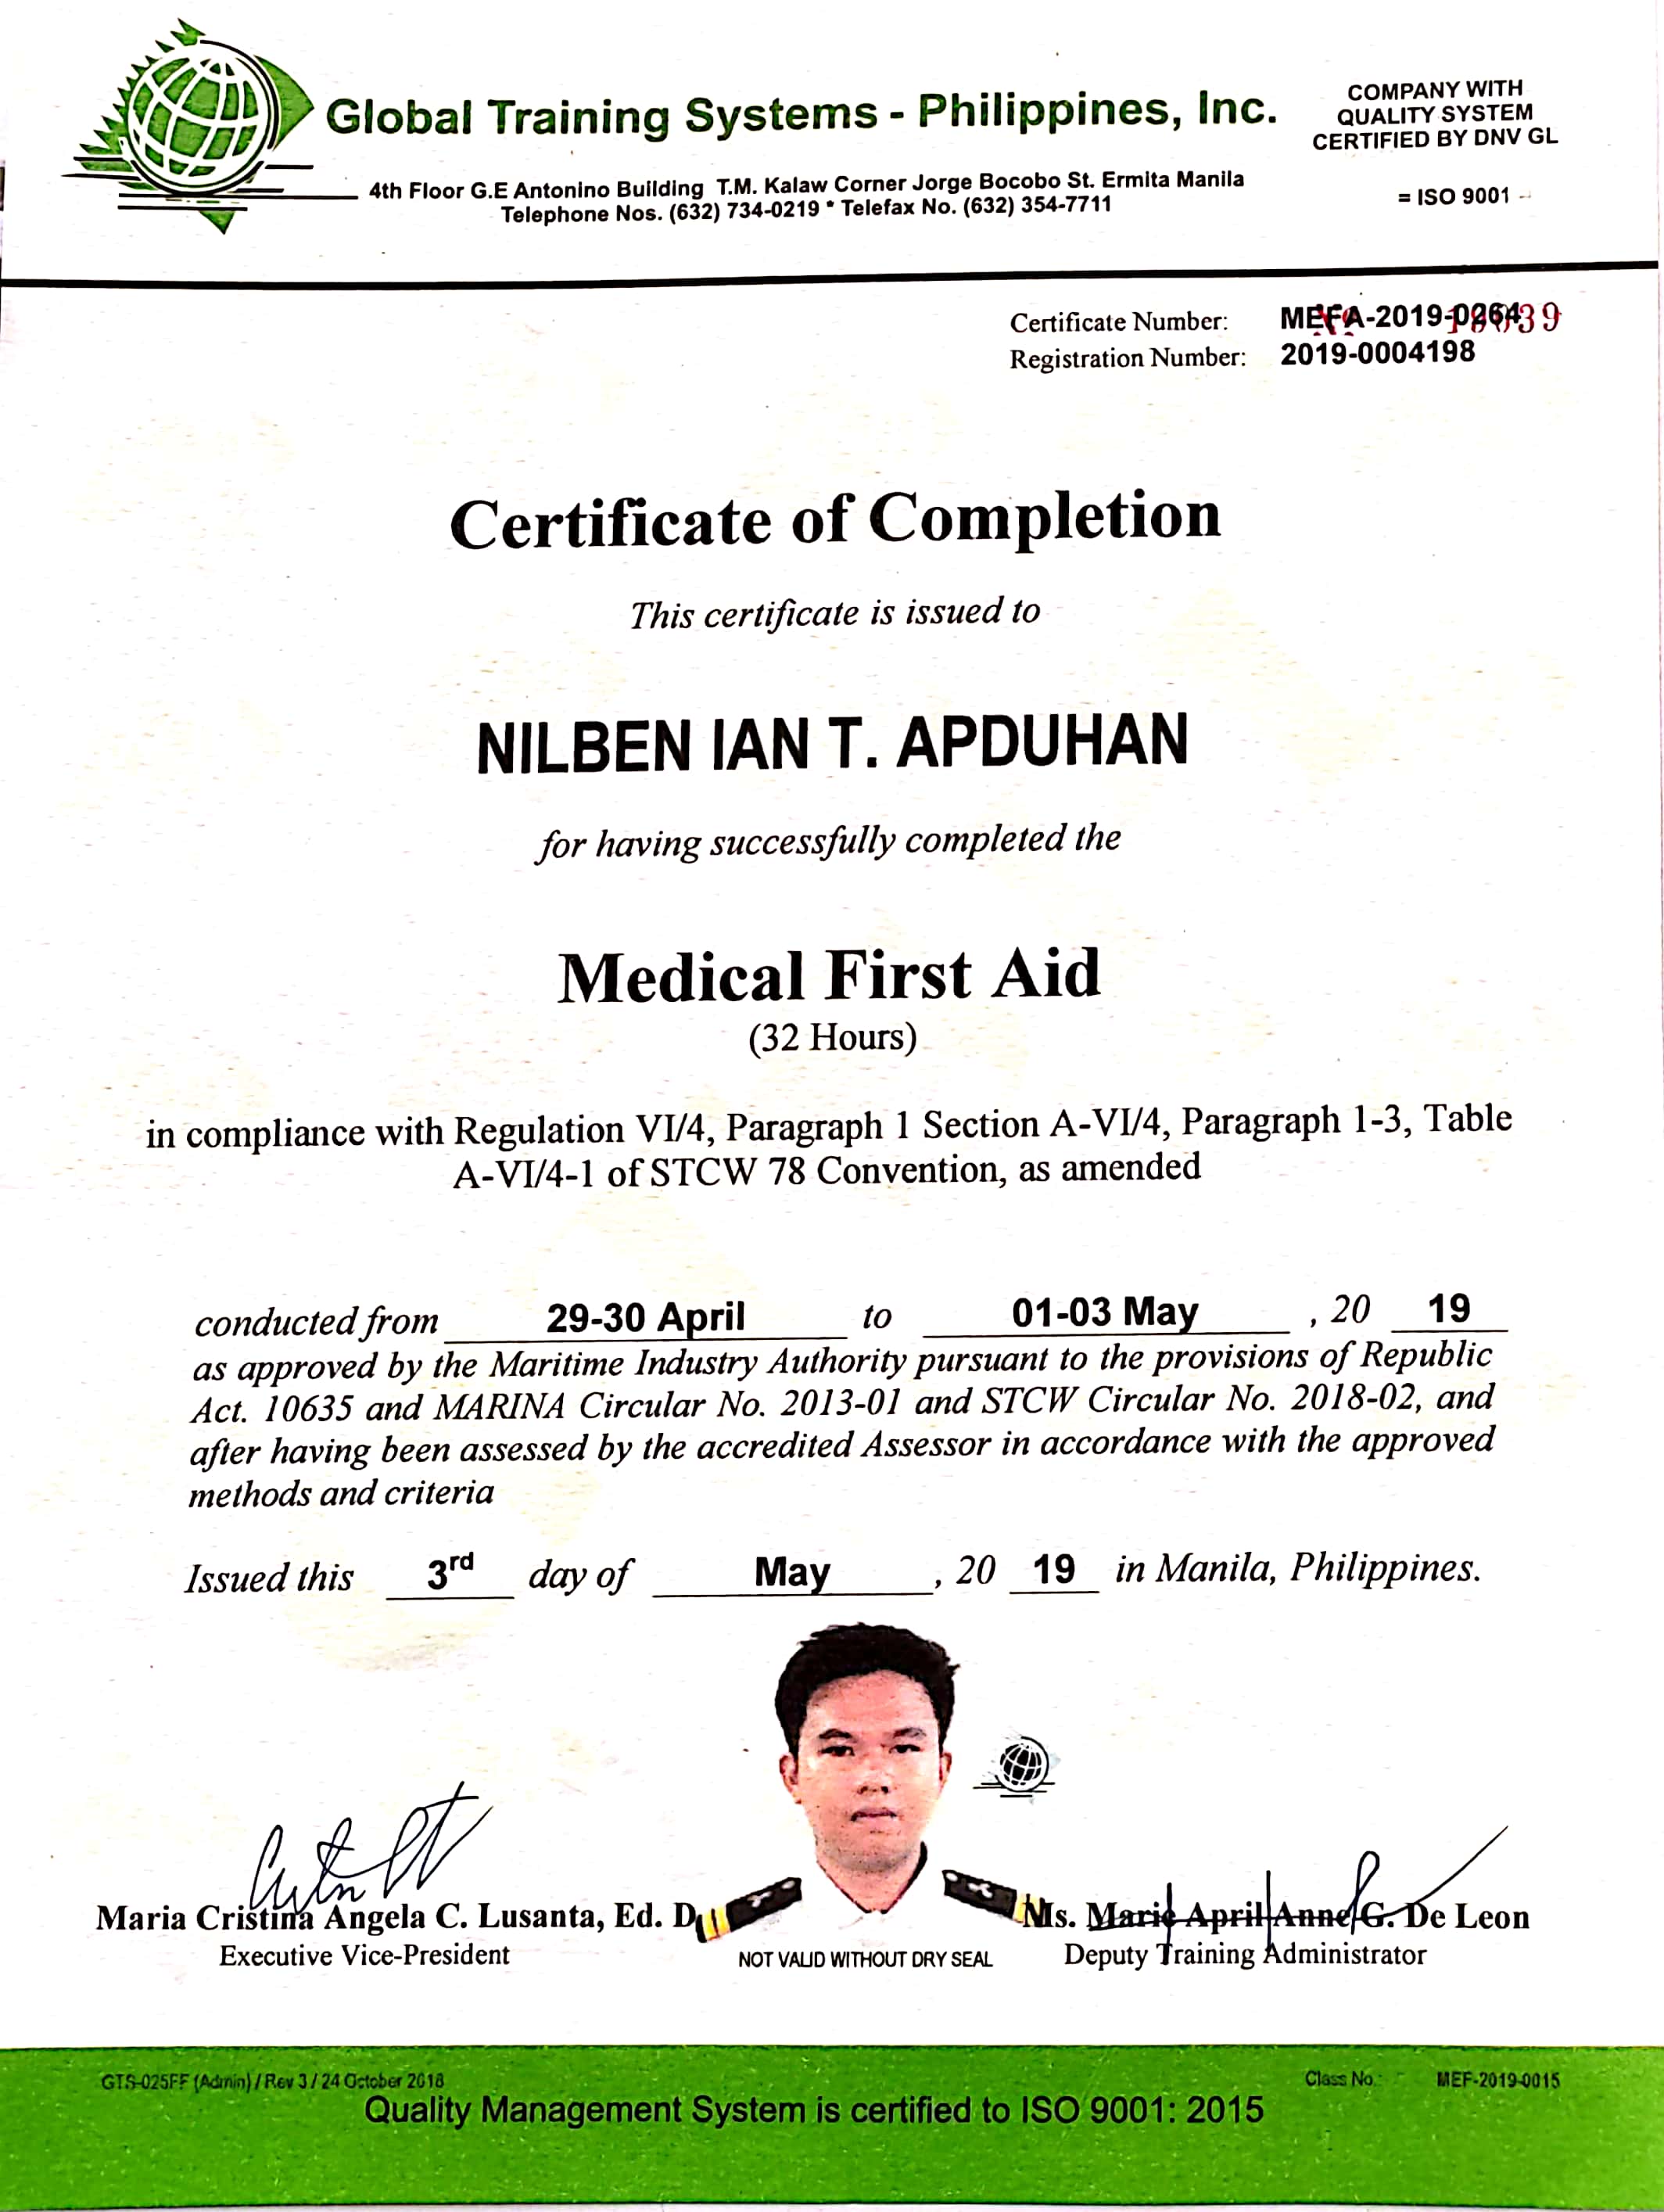 Global Training Systems - Philippines, Inc.
4th Floor G.E Antonino Building T.M. Kalaw Corner Jorge Bocobo St. Ermita Manila
Telephone Nos. (632) 734-0219 * Telefax No. (632) 354-7711
COMPANY WITH
QUALITY SYSTEM
CERTIFIED BY DNV GL
= ISO 9001 --
Certificate Number: MEFA-2019-0264
Registration Number: 2019-0004198
Certificate of Completion
This certificate is issued to
NILBEN IAN T. APDUHAN
for having successfully completed the
Medical First Aid
(32 Hours)
in compliance with Regulation VI/4, Paragraph 1 Section A-VI/4, Paragraph 1-3, Table
A-VI/4-1 of STCW 78 Convention, as amended
conducted from 29-30 April to 01-03 May , 20 19
as approved by the Maritime Industry Authority pursuant to the provisions of Republic
Act. 10635 and MARINA Circular No. 2013-01 and STCW Circular No. 2018-02, and
after having been assessed by the accredited Assessor in accordance with the approved
methods and criteria
Issued this 3rd day of May , 20 19 in Manila, Philippines.
Maria Cristina Angela C. Lusanta, Ed. D
Executive Vice-President
NOT VALID WITHOUT DRY SEAL
Ms. Marie April Anne G. De Leon
Deputy Training Administrator
GTS-025FF (Admin) / Rev 3 / 24 October 2018
Class No. MEF-2019-0015
Quality Management System is certified to ISO 9001: 2015